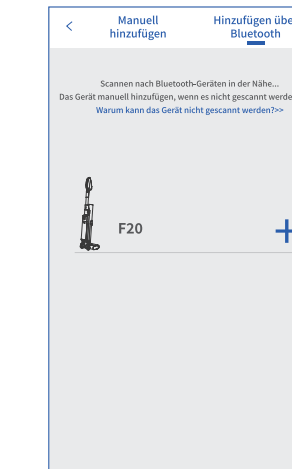 Manuell
hinzufügen
Hinzufügen übe
Bluetooth
Scannen nach Bluetooth-Geräten in der Nähe...
Das Gerät manuell hinzufügen, wenn es nicht gescannt werde
Warum kann das Gerät nicht gescannt werden?>>
F20